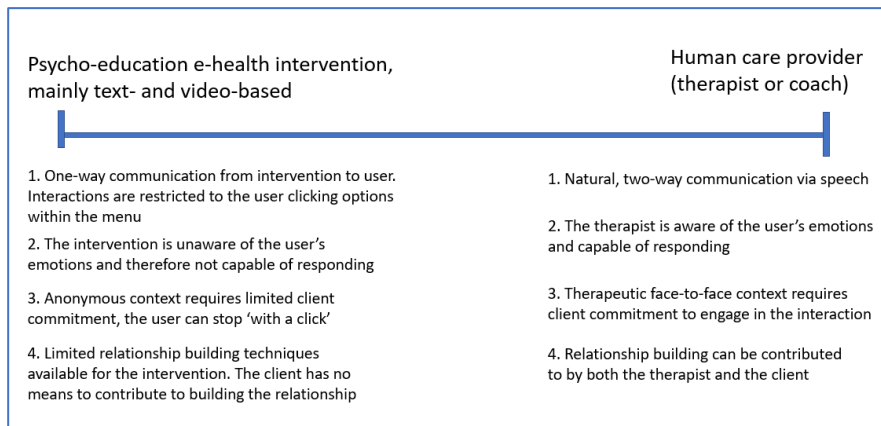 Psycho-education e-health intervention,
mainly text- and video-based
Human care provider
(therapist or coach)
1. One-way communication from intervention to user.
Interactions are restricted to the user clicking options
within the menu
2. The intervention is unaware of the user’s
emotions and therefore not capable of responding
3. Anonymous context requires limited client
commitment, the user can stop ‘with a click’
4. Limited relationship building techniques
available for the intervention. The client has no
means to contribute to building the relationship
1. Natural, two-way communication via speech
2. The therapist is aware of the user’s emotions
and capable of responding
3. Therapeutic face-to-face context requires
client commitment to engage in the interaction
4. Relationship building can be contributed
to by both the therapist and the client